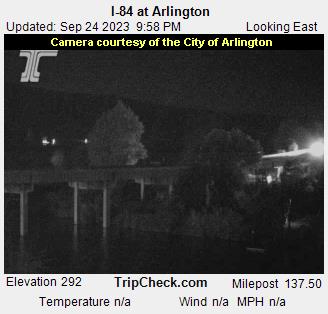 I-84 at Arlington
Updated: Sep 24 2023 9:58 PM Looking East
Camera courtesy of the City of Arlington
Elevation 292 TripCheck.com Milepost 137.50
Temperature n/a Wind n/a MPH n/a